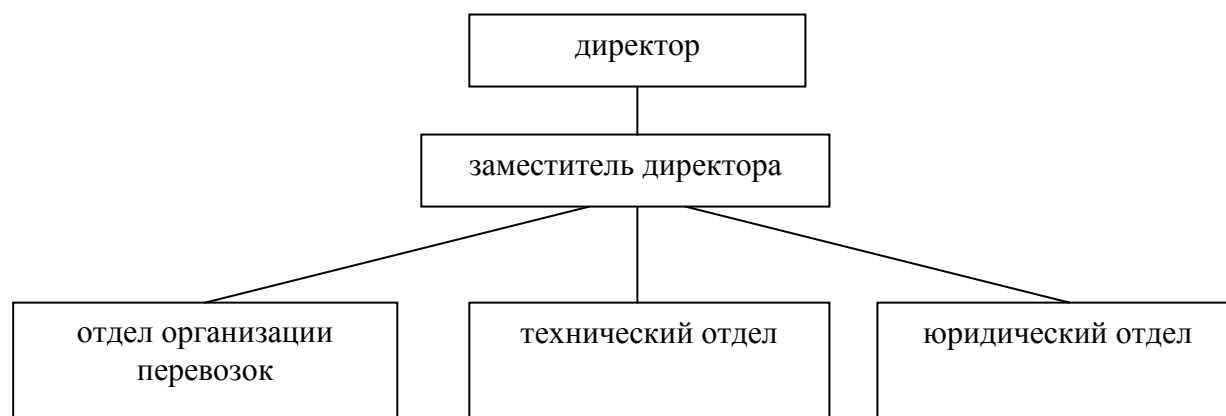 директор
заместитель директора
отдел организации
перевозок
технический отдел
юридический отдел